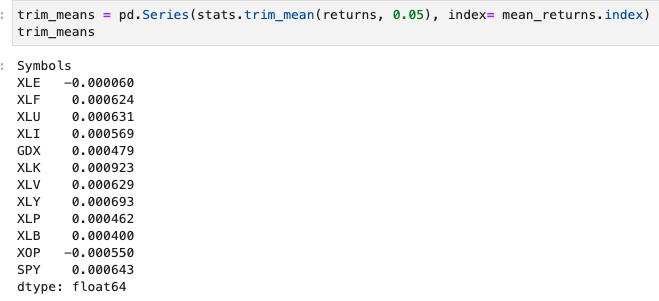 : trim_means = pd.Series(stats.trim_mean(returns, 0.05), index= mean_returns.index)
trim_means
: Symbols
XLE   -0.000060
XLF    0.000624
XLU    0.000631
XLI    0.000569
GDX    0.000479
XLK    0.000923
XLV    0.000629
XLY    0.000693
XLP    0.000462
XLB    0.000400
XOP   -0.000550
SPY    0.000643
dtype: float64